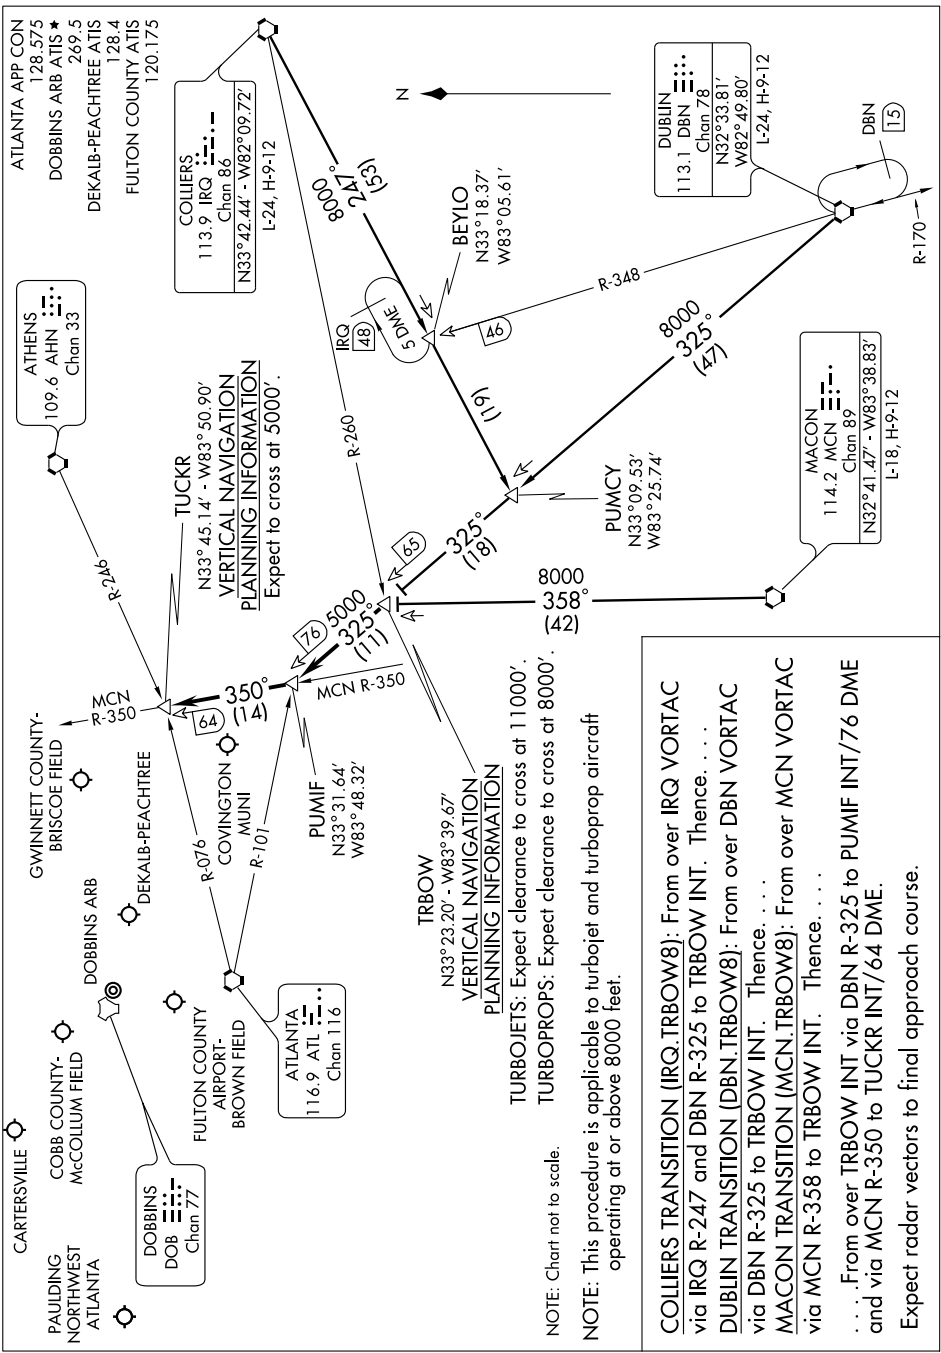 ATLANTA APP CON
128.575
DOBBINS ARB ATIS ★
269.5
DEKALB-PEACHTREE ATIS
128.4
FULTON COUNTY ATIS
120.175
CARTERSVILLE
PAULDING
NORTHWEST
ATLANTA
COBB COUNTY-
McCOLLUM FIELD
DOBBINS ARB
DOBBINS
DOB
Chan 77
FULTON COUNTY
AIRPORT-
BROWN FIELD
DEKALB-PEACHTREE
GWINNETT COUNTY-
BRISCOE FIELD
ATLANTA
116.9 ATL
Chan 116
COVINGTON
MUNI
R-076
R-101
ATHENS
109.6 AHN
Chan 33
R-246
TUCKR
N33°45.14' - W83°50.90'
VERTICAL NAVIGATION
PLANNING INFORMATION
Expect to cross at 5000'.
MCN
R-350
64
350°
(14)
PUMIF
N33°31.64'
W83°48.32'
MCN R-350
76
5000
325°
(11)
COLLIERS
113.9 IRQ
Chan 86
N33°42.44' - W82°09.72'
L-24, H-9-12
R-260
8000
247°
(53)
IRQ
48
5 DME
BEYLO
N33°18.37'
W83°05.61'
46
(19)
N
R-348
DUBLIN
113.1 DBN
Chan 78
N32°33.81'
W82°49.80'
L-24, H-9-12
DBN
15
R-170
8000
325°
(47)
PUMCY
N33°09.53'
W83°25.74'
65
325°
(18)
8000
358°
(42)
MACON
114.2 MCN
Chan 89
N32°41.47' - W83°38.83'
L-18, H-9-12
TRBOW
N33°23.20' - W83°39.67'
VERTICAL NAVIGATION
PLANNING INFORMATION
TURBOJETS: Expect clearance to cross at 11000'.
TURBOPROPS: Expect clearance to cross at 8000'.
NOTE: Chart not to scale.
NOTE: This procedure is applicable to turbojet and turboprop aircraft
operating at or above 8000 feet.
COLLIERS TRANSITION (IRQ.TRBOW8): From over IRQ VORTAC
via IRQ R-247 and DBN R-325 to TRBOW INT. Thence. . . .
DUBLIN TRANSITION (DBN.TRBOW8): From over DBN VORTAC
via DBN R-325 to TRBOW INT. Thence. . . .
MACON TRANSITION (MCN.TRBOW8): From over MCN VORTAC
via MCN R-358 to TRBOW INT. Thence. . . .
. . . .From over TRBOW INT via DBN R-325 to PUMIF INT/76 DME
and via MCN R-350 to TUCKR INT/64 DME.
Expect radar vectors to final approach course.